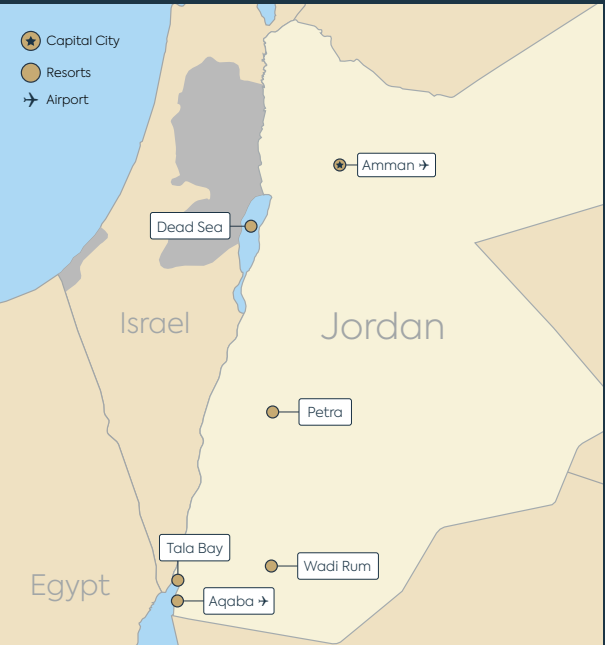 Capital City
Resorts
Airport
Amman
Dead Sea
Israel
Jordan
Petra
Tala Bay
Wadi Rum
Egypt
Aqaba